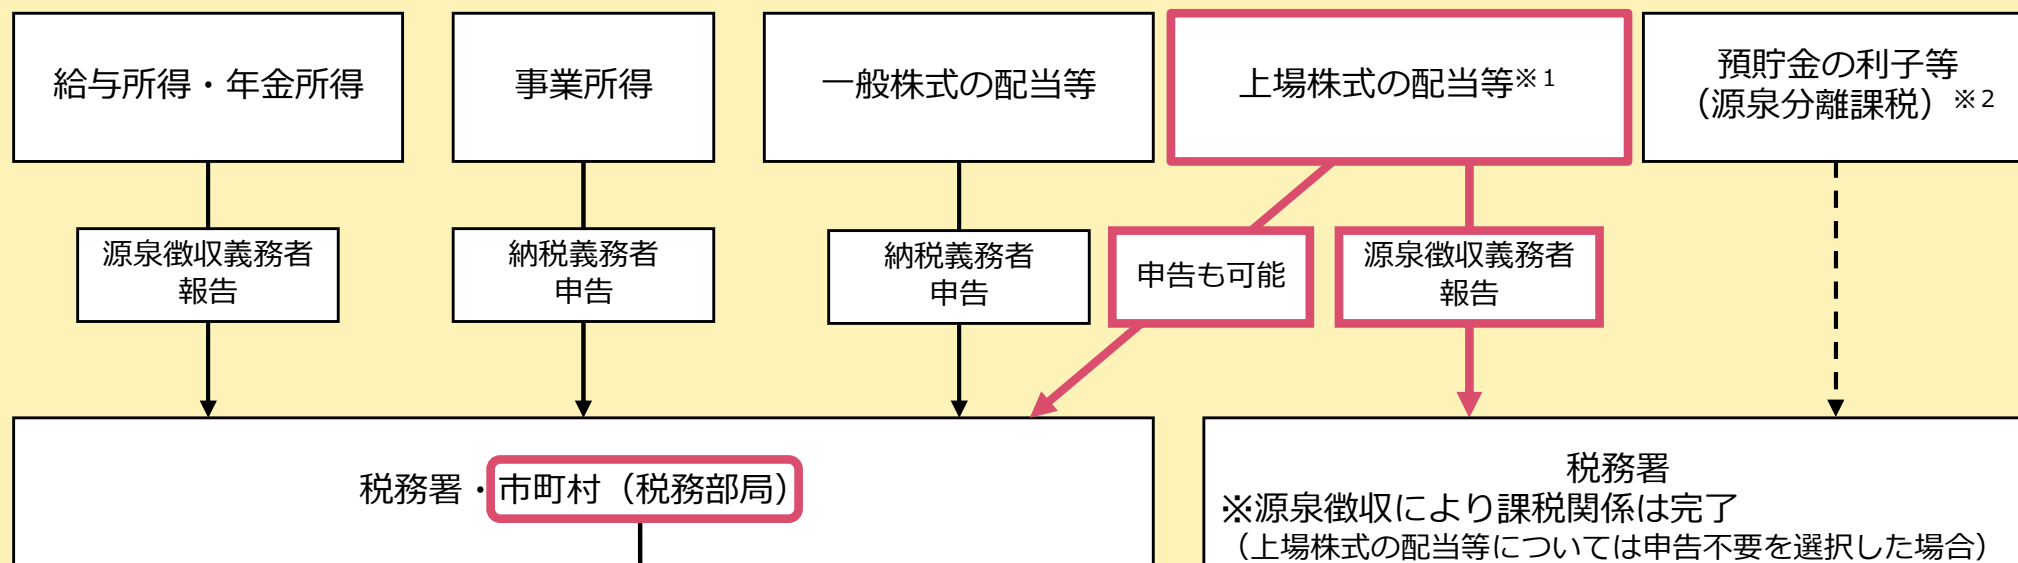 給与所得・年金所得
事業所得
一般株式の配当等
上場株式の配当等※1
預貯金の利子等
（源泉分離課税）※2
源泉徴収義務者
報告
納税義務者
申告
納税義務者
申告
申告も可能
源泉徴収義務者
報告
税務署・市町村（税務部局）
税務署
※源泉徴収により課税関係は完了
（上場株式の配当等については申告不要を選択した場合）